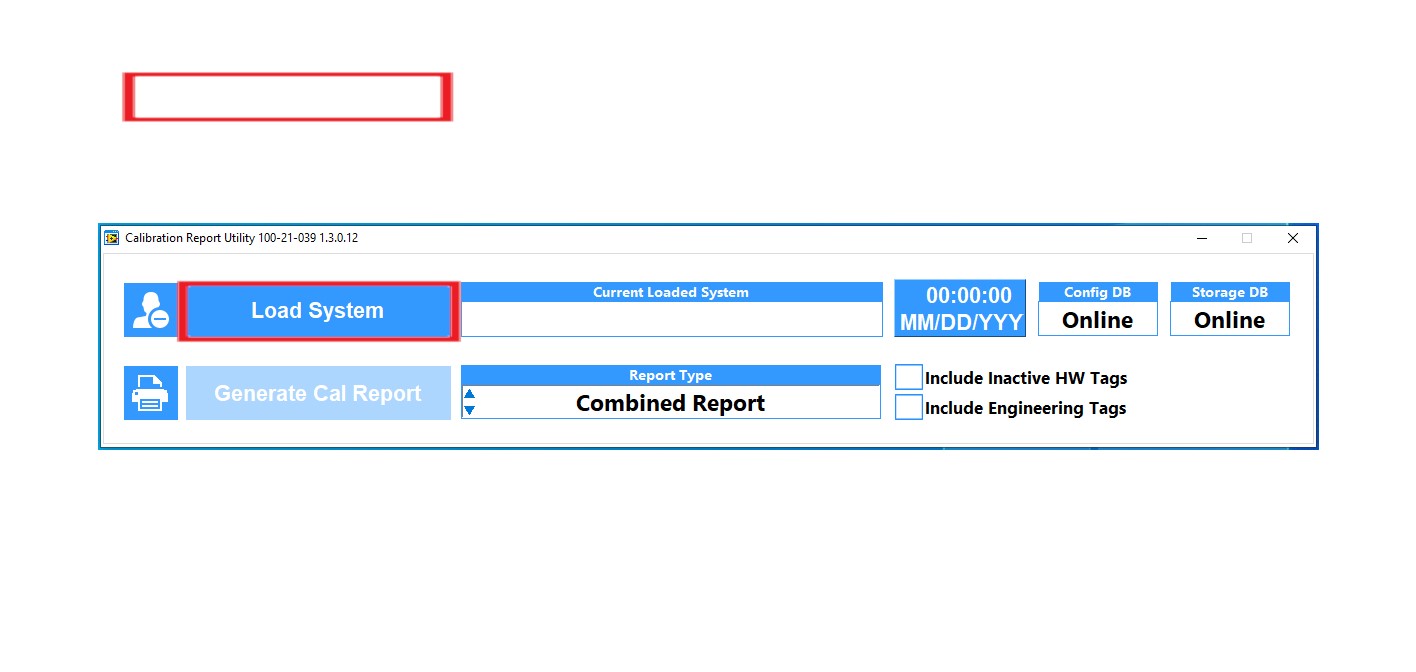 Calibration Report Utility 100-21-039 1.3.0.12
Load System
Current Loaded System
00:00:00
MM/DD/YYY
Config DB
Online
Storage DB
Online
Generate Cal Report
Report Type
Combined Report
Include Inactive HW Tags
Include Engineering Tags